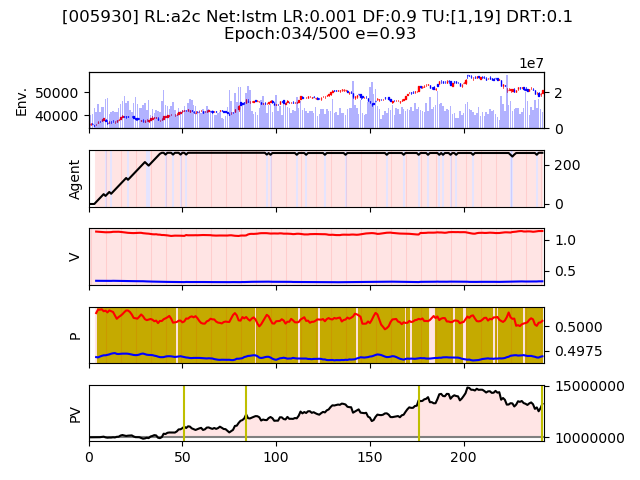 [005930] RL:a2c Net:lstm LR:0.001 DF:0.9 TU:[1,19] DRT:0.1
Epoch:034/500 e=0.93
1e7
Env.
50000
40000
2
0
Agent
200
0
V
1.0
0.5
P
0.5000
0.4975
PV
15000000
10000000
0 50 100 150 200